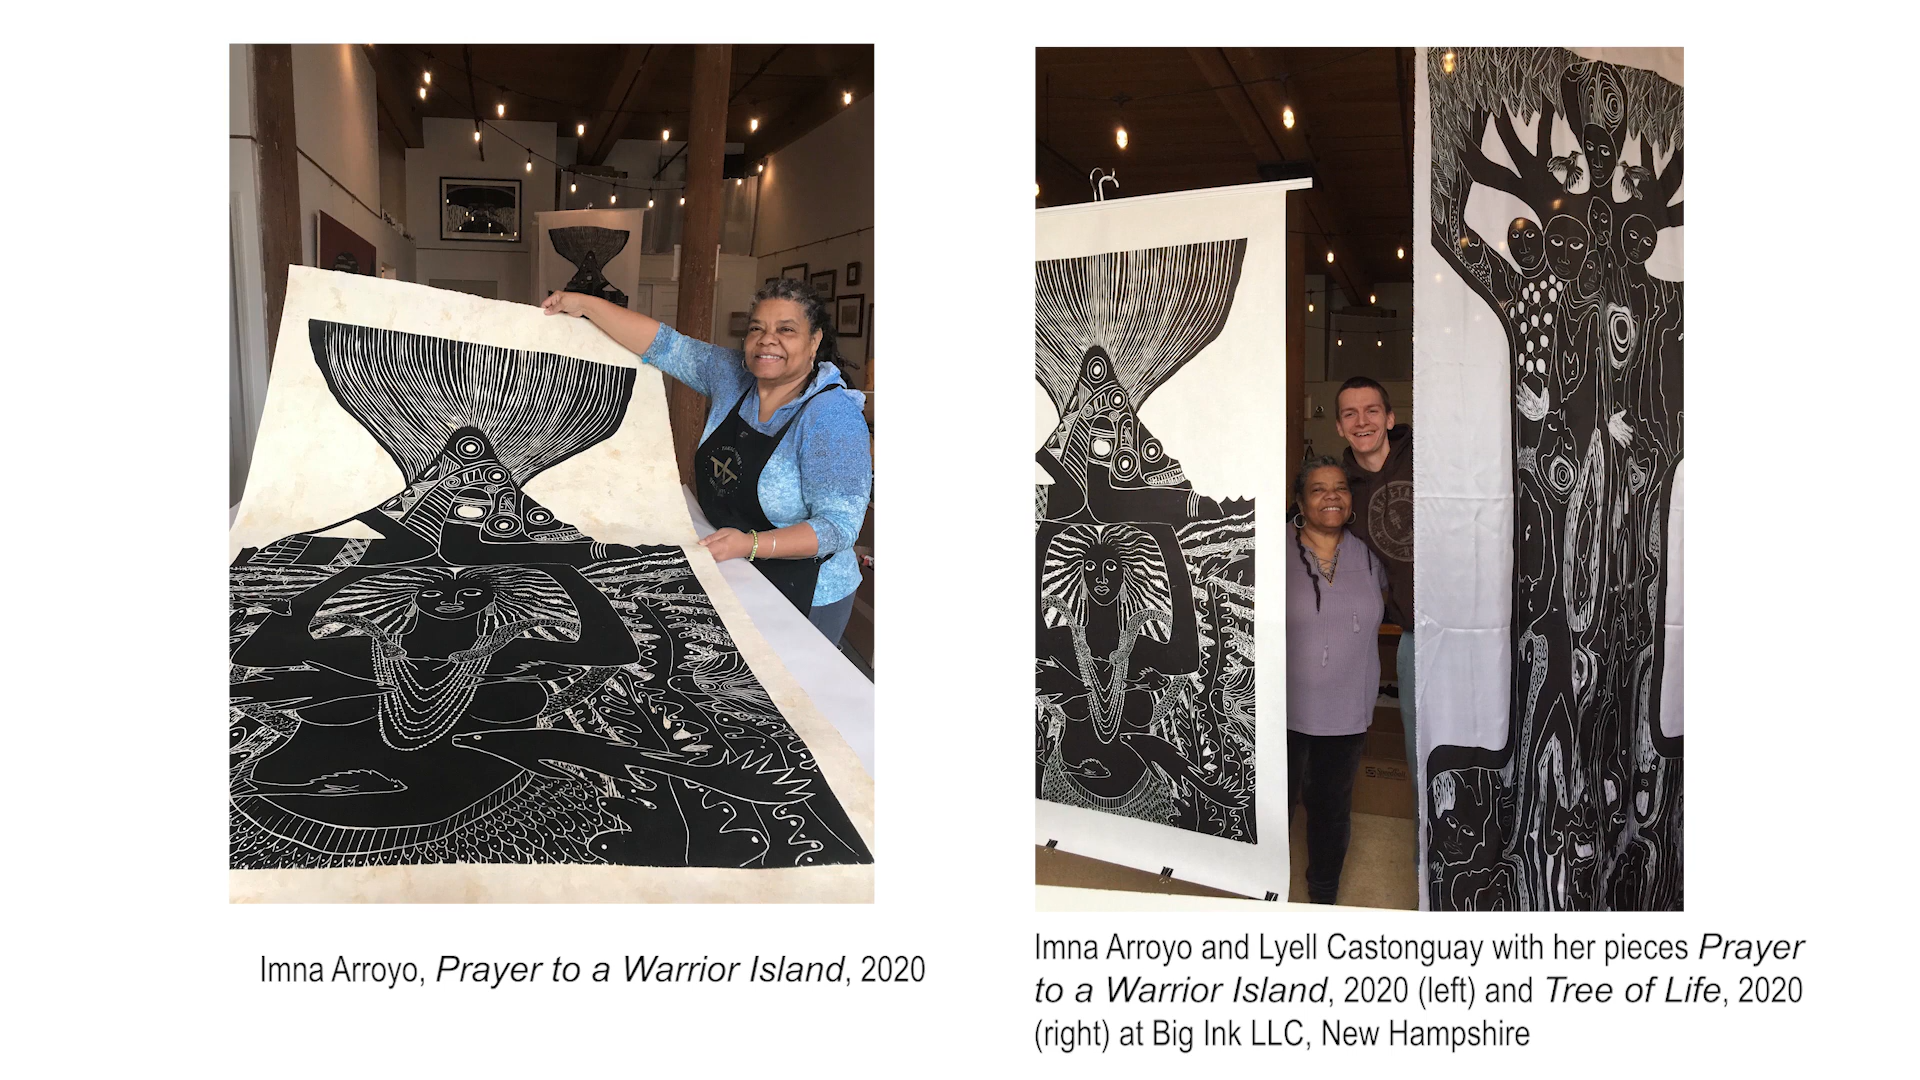 Imna Arroyo, Prayer to a Warrior Island, 2020
Imna Arroyo and Lyell Castonguay with her pieces Prayer
to a Warrior Island, 2020 (left) and Tree of Life, 2020
(right) at Big Ink LLC, New Hampshire